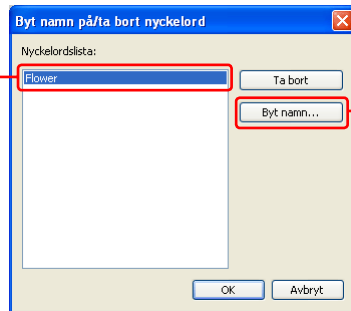 Byt namn på/ta bort nyckelord
Nyckelordslista:
Flower
Ta bort
Byt namn...
OK
Avbryt